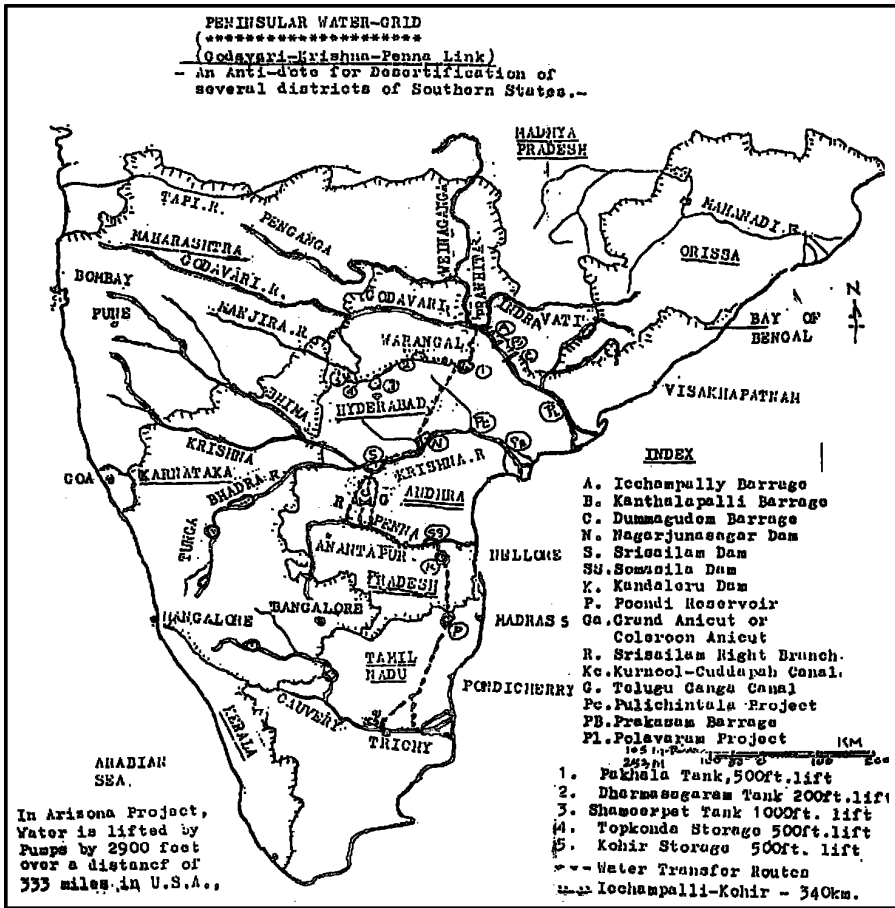 PENINSULAR WATER-GRID
********************
(Godavari-Krishna-Penna Link)
- An Anti-dote for Desertification of
several districts of Southern States.-
MADHYA
PRADESH
TAPI.R.
PENGANGA
WEINAGANGA
MAHANADI.R
MAHARASHTRA
PRANHITA
ORISSA
GODAVARI.R.
GODAVARI
INDRAVATI
N
BOMBAY
PUNE
MANJIRA.R
BAY OF
BENGAL
WARANGAL
1
BHIMA
HYDERABAD
VISAKHAPATNAM
KRISHNA
S
N
KRISHNA.R
GOA
KARNATAKA
BHADRA.R.
R
G
ANDHRA
TUNGA
PENNA
SS
ANANTAPUR
NELLORE
PRADESH
MANGALORE
BANGALORE
P
MADRAS
TAMIL
NADU
CAUVERY
PONDICHERRY
KERALA
TRICHY
ARABIAN
SEA.
INDEX
A. Icchampally Barrage
B. Kanthalapalli Barrage
C. Dummagudem Barrage
N. Nagarjunasagar Dam
S. Srisailam Dam
SS. Somasila Dam
K. Kandaleru Dam
P. Poondi Reservoir
Ga. Grand Anicut or
Coleroon Anicut
R. Srisailam Right Branch.
Kc. Kurnool-Cuddapah Canal.
G. Telugu Ganga Canal
Pc. Pulichintala Project
PB. Prakasam Barrage
Pl. Polavaram Project
KM
1. Pakhala Tank, 500ft. lift
2. Dharmasagaram Tank 200ft. lift
3. Shameerpet Tank 1000ft. lift
4. Topkonda Storage 500ft. lift
5. Kohir Storage 500ft. lift
--- Water Transfer Routes
Icchampalli-Kohir - 340km.
In Arizona Project,
Water is lifted by
Pumps by 2900 feet
over a distancf of
333 miles in U.S.A.,